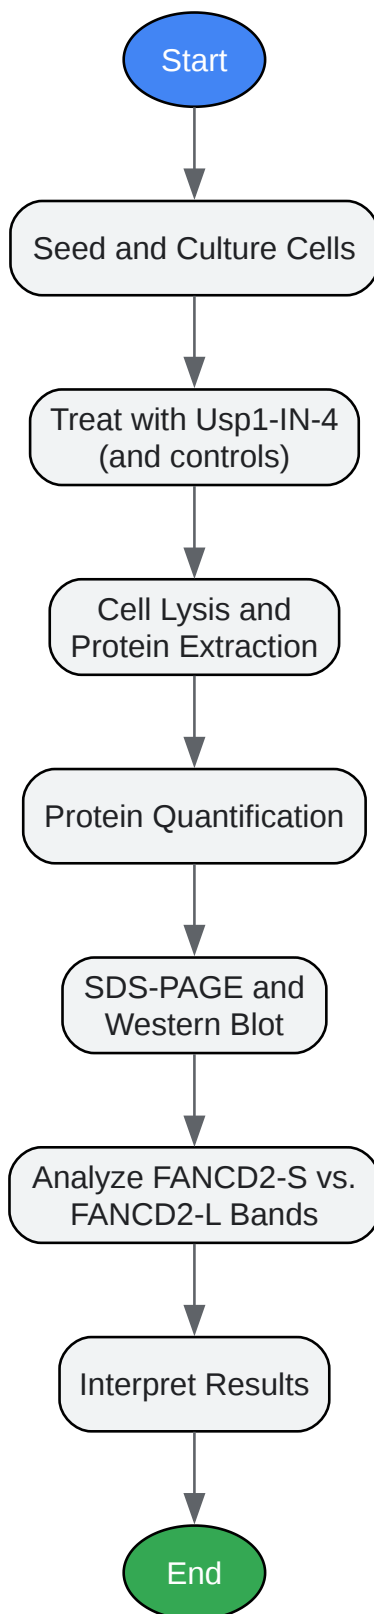 Start
Seed and Culture Cells
Treat with Usp1-IN-4
(and controls)
Cell Lysis and
Protein Extraction
Protein Quantification
SDS-PAGE and
Western Blot
Analyze FANCD2-S vs.
FANCD2-L Bands
Interpret Results
End